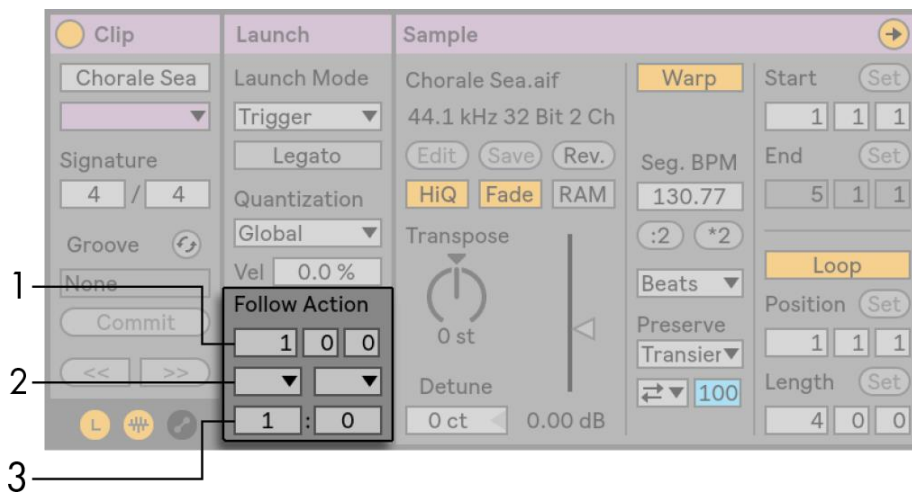 Clip
Chorale Sea
Signature
4 / 4
Groove
None
Commit
<< >>
L
Launch
Launch Mode
Trigger
Legato
Quantization
Global
Vel 0.0 %
Follow Action
1 0 0
1 : 0
Sample
Chorale Sea.aif
44.1 kHz 32 Bit 2 Ch
Edit Save Rev.
HiQ Fade RAM
Transpose
0 st
Detune
0 ct 0.00 dB
Warp
Seg. BPM
130.77
:2 *2
Beats
Preserve
Transier
100
Start Set
1 1 1
End Set
5 1 1
Loop
Position Set
1 1 1
Length Set
4 0 0
1
2
3